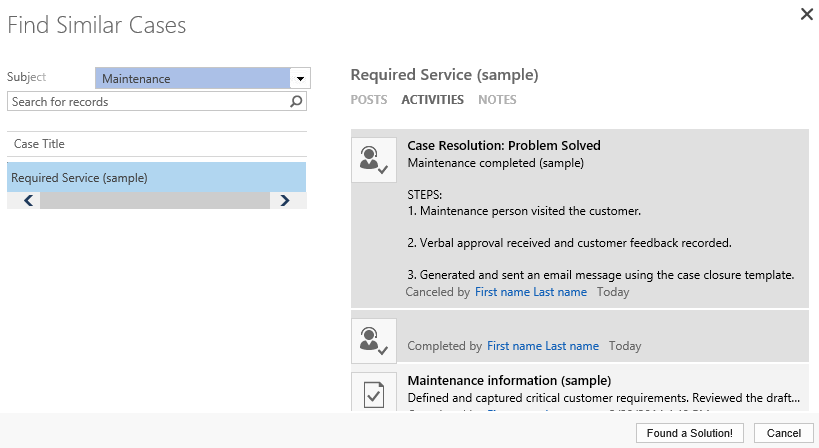 Find Similar Cases
Subject
Maintenance
Search for records
Case Title
Required Service (sample)
Required Service (sample)
POSTS ACTIVITIES NOTES
Case Resolution: Problem Solved
Maintenance completed (sample)
STEPS:
1. Maintenance person visited the customer.
2. Verbal approval received and customer feedback recorded.
3. Generated and sent an email message using the case closure template.
Canceled by First name Last name Today
Completed by First name Last name Today
Maintenance information (sample)
Defined and captured critical customer requirements. Reviewed the draft...
Found a Solution! Cancel